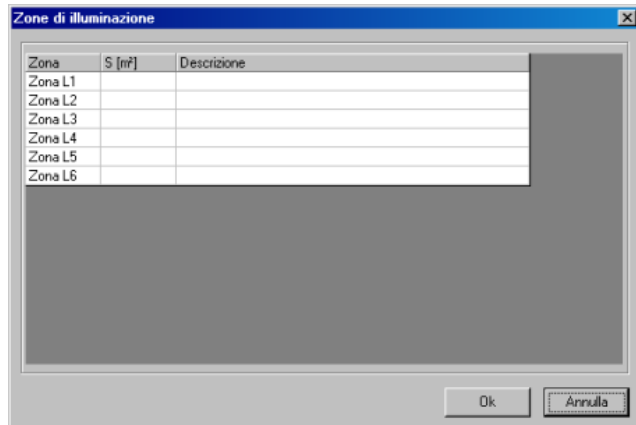 Zone di illuminazione
Zona S [m²] Descrizione
Zona L1
Zona L2
Zona L3
Zona L4
Zona L5
Zona L6
Ok Annulla